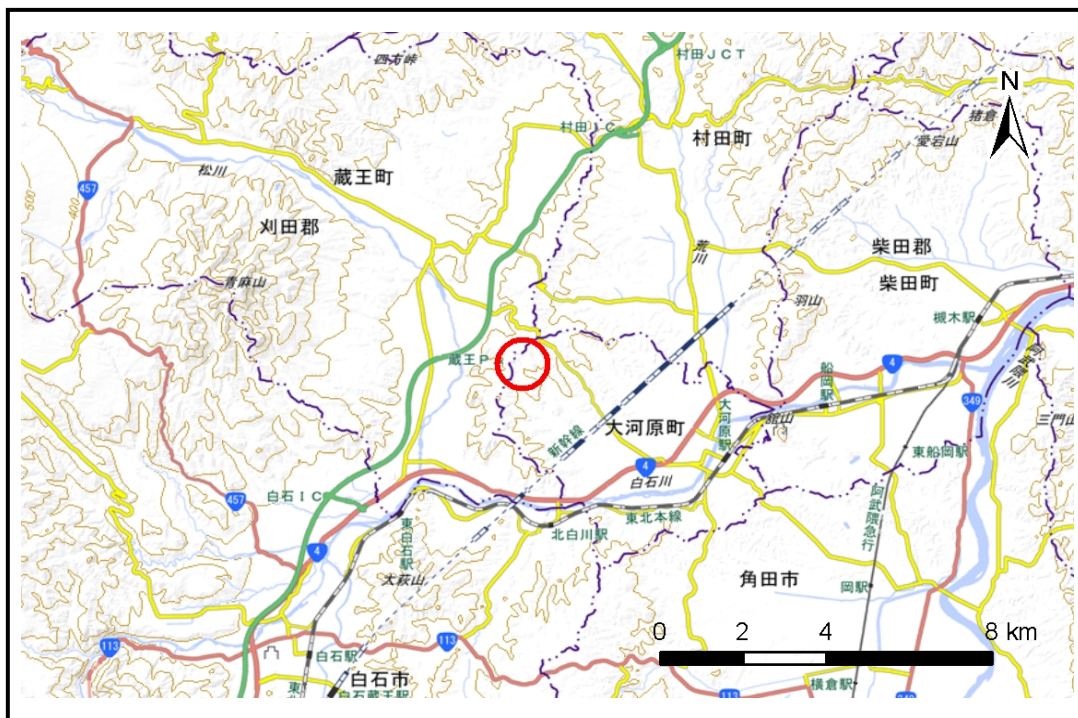 四方峠
村田JCT
猪倉
N
村田IC
村田町
愛宕山
松川
蔵王町
457
刈田郡
荒川
柴田郡
柴田町
青麻山
羽山
槻木駅
蔵王P
4
船岡駅
阿武隈川
349
大河原町
大河原駅
舘山
三門山
新幹線
東船岡駅
4
白石川
白石IC
457
東北本線
阿武隈急行
東白石駅
北白川駅
4
大萩山
角田市
岡駅
113
113
0 2 4 8 km
白石駅
白石市
横倉駅
白石蔵王駅
113
349
400